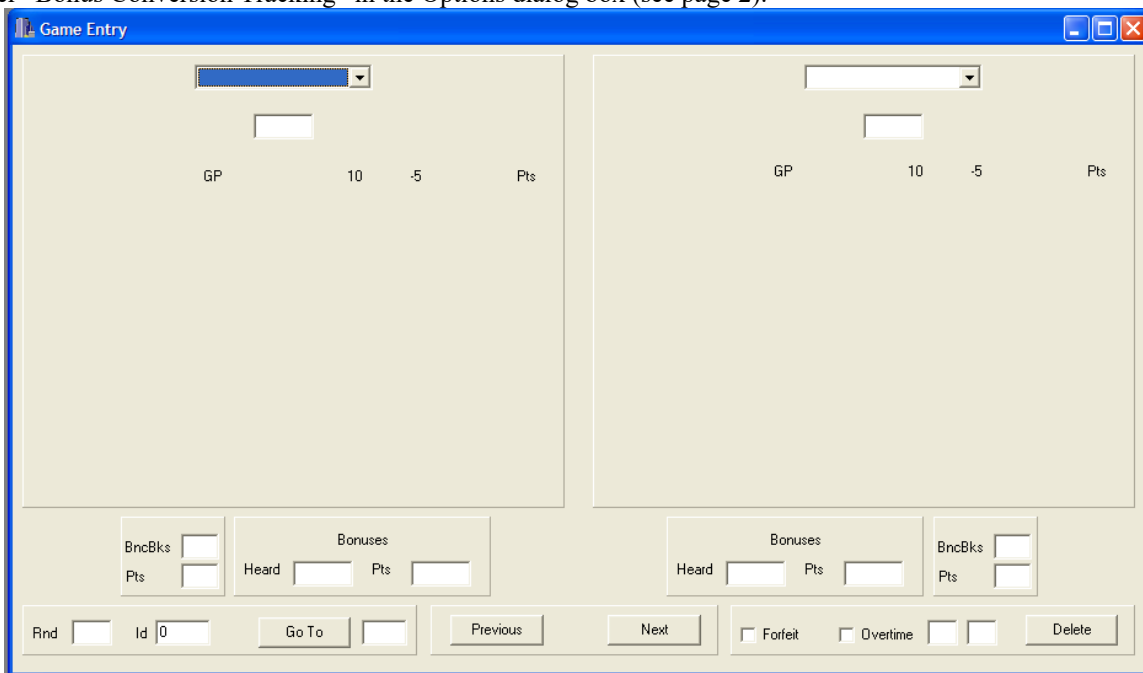 "Bonus Conversion Tracking" in the Options dialog box (see page 2).
Game Entry
GP 10 -5 Pts GP 10 -5 Pts
Bonuses Bonuses
BncBks BncBks
Heard Pts Heard Pts
Pts Pts
Rnd Id 0 Go To Previous Next Forfeit Overtime Delete